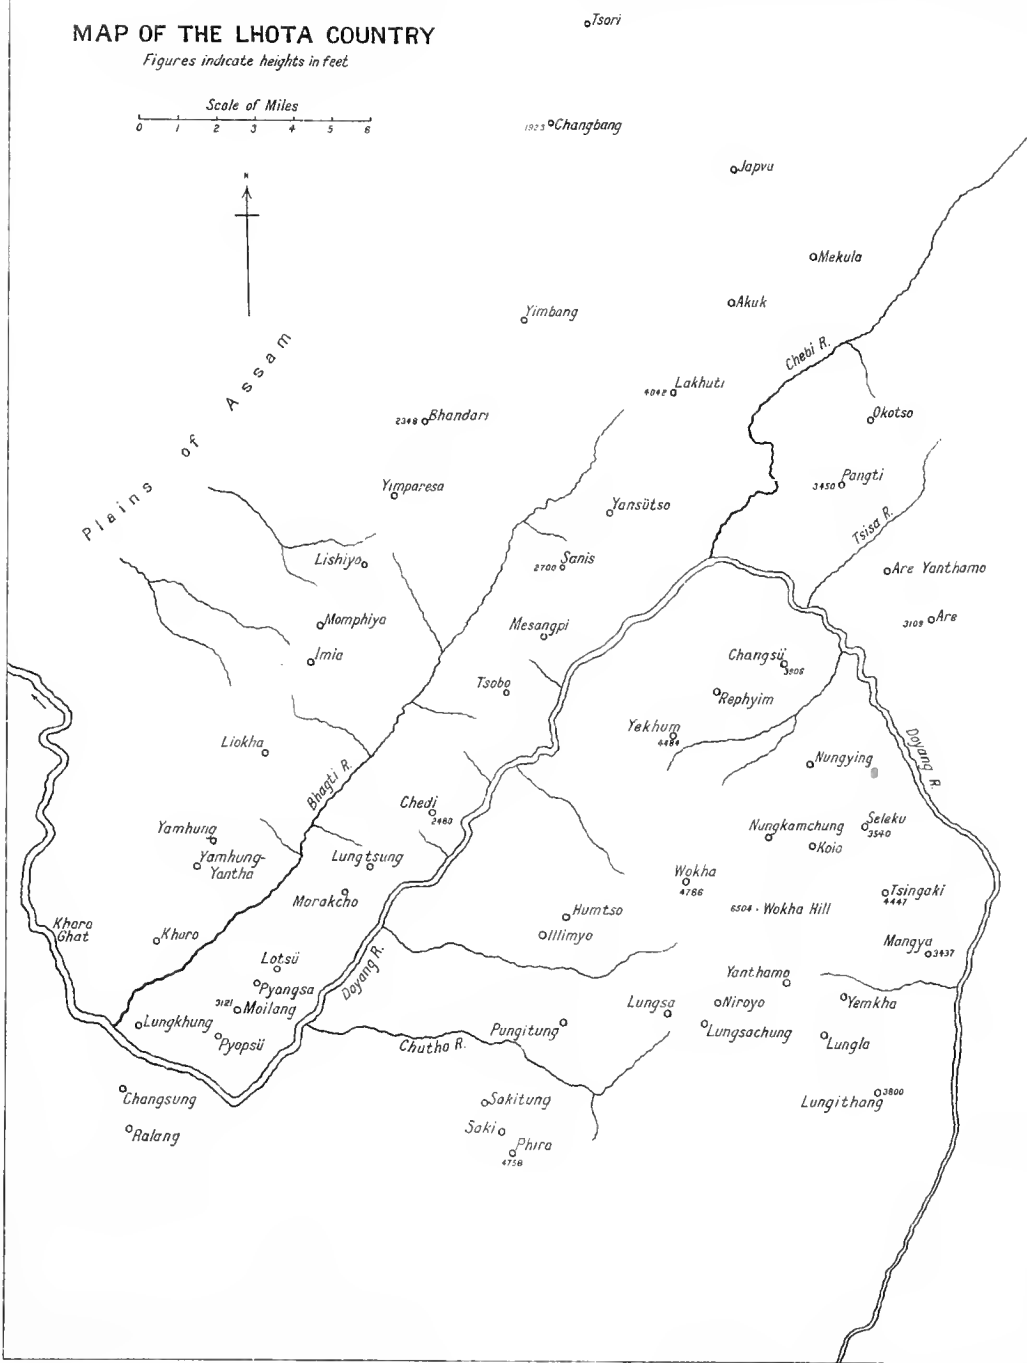 MAP OF THE LHOTA COUNTRY
Figures indicate heights in feet
Scale of Miles
0 1 2 3 4 5 6
N
Tsori
1923 Changbang
Japvu
Mekula
Akuk
Yimbang
Chebi R.
Plains of Assam
4042 Lakhuti
Okotso
2348 Bhandari
Pangti
3450
Yimparesa
Yansütso
Tsisa R.
Lishiyo
Sanis
2700
Are Yanthamo
Momphiya
Mesangpi
3109 Are
Imia
Changsü
3906
Tsobo
Rephyim
Yekhum
4484
Liokha
Nungying
Doyang R.
Bhagti R.
Chedi
2480
Yamhung
Nungkamchung
Seleku
3540
Yamhung-
Yantha
Lungtsung
Koio
Morakcho
Wokha
4786
Tsingaki
4447
Humtso
6504 . Wokha Hill
Kharo
Ghat
Kharo
Illimyo
Mangya
3437
Lotsü
Doyang R.
Yanthamo
Pyangsa
3121 Moilang
Lungsa
Niroyo
Yemkha
Lungkhung
Pungitung
Lungsachung
Pyopsü
Chutha R.
Lungla
Changsung
Sakitung
3800
Lungithang
Ralang
Saki
Phira
4758